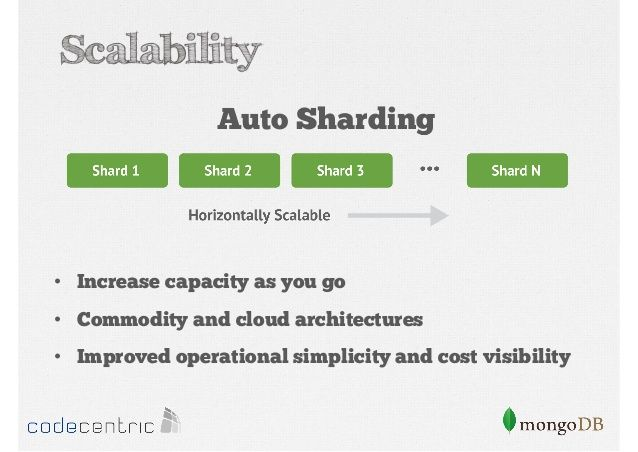 Scalability
Auto Sharding
Shard 1 Shard 2 Shard 3 ... Shard N
Horizontally Scalable
• Increase capacity as you go
• Commodity and cloud architectures
• Improved operational simplicity and cost visibility
codecentric mongoDB